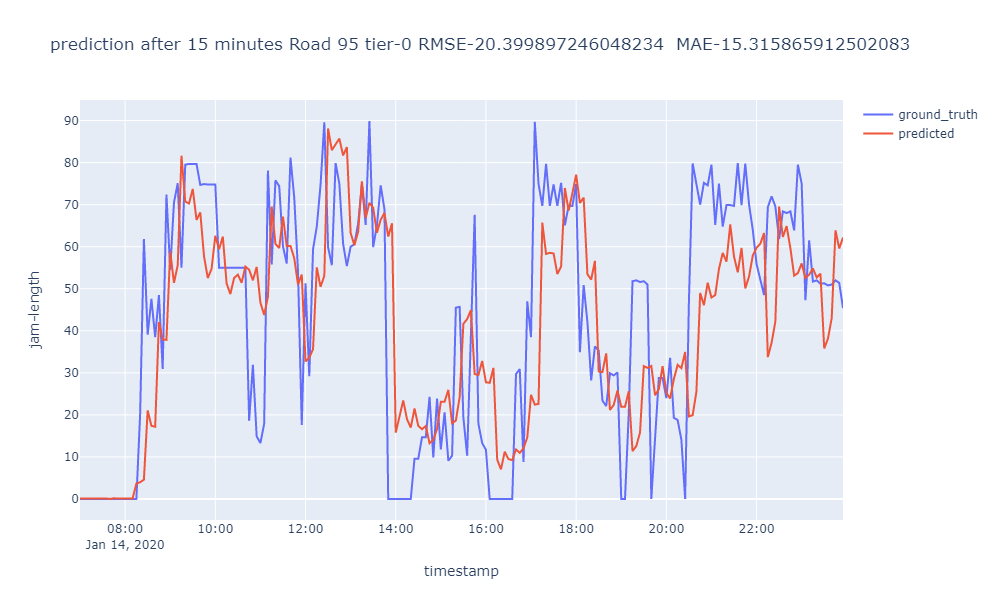 prediction after 15 minutes Road 95 tier-0 RMSE-20.399897246048234  MAE-15.315865912502083
ground_truth
predicted
90
80
70
60
50
40
30
20
10
0
jam-length
08:00 10:00 12:00 14:00 16:00 18:00 20:00 22:00
Jan 14, 2020
timestamp